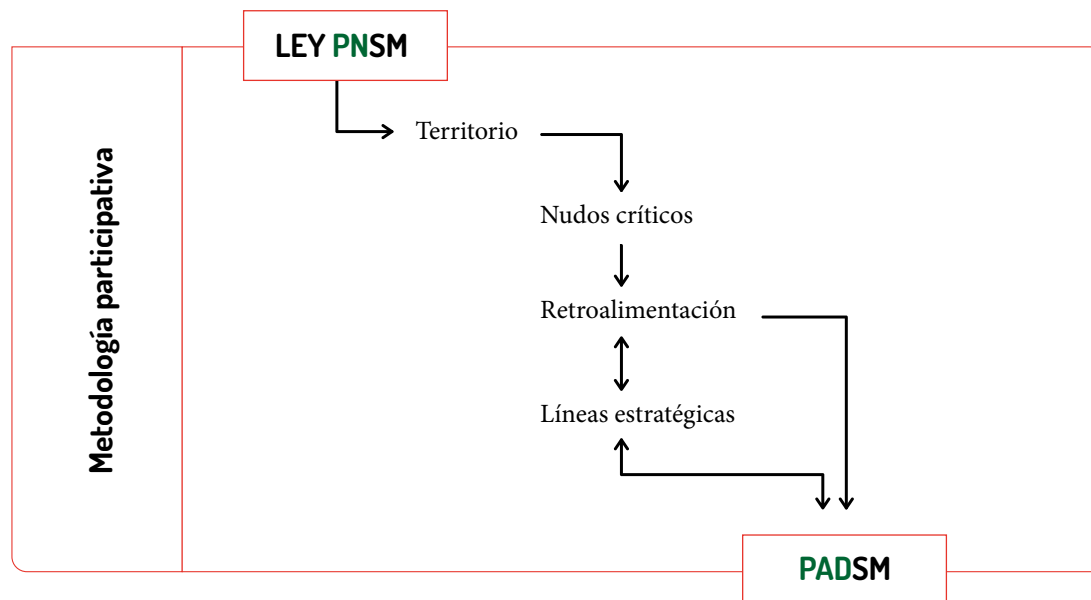 LEY PNSM
Metodología participativa
Territorio
Nudos críticos
Retroalimentación
Líneas estratégicas
PADSM